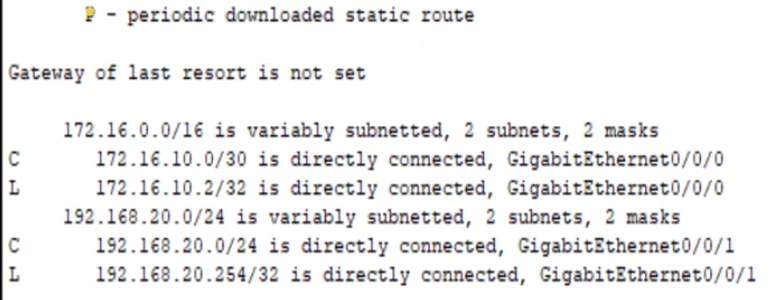 P - periodic downloaded static route
Gateway of last resort is not set
172.16.0.0/16 is variably subnetted, 2 subnets, 2 masks
C 172.16.10.0/30 is directly connected, GigabitEthernet0/0/0
L 172.16.10.2/32 is directly connected, GigabitEthernet0/0/0
192.168.20.0/24 is variably subnetted, 2 subnets, 2 masks
C 192.168.20.0/24 is directly connected, GigabitEthernet0/0/1
L 192.168.20.254/32 is directly connected, GigabitEthernet0/0/1